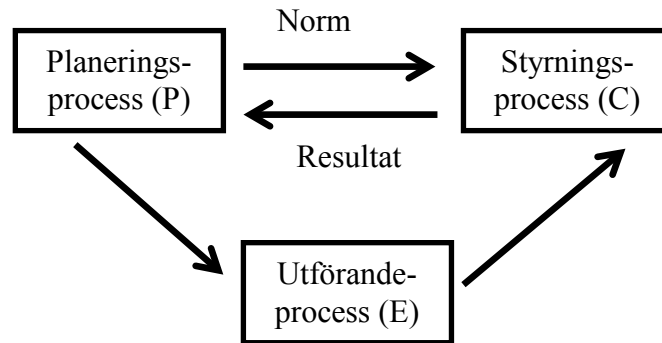 Norm
Planerings-
process (P)
Styrnings-
process (C)
Resultat
Utförande-
process (E)